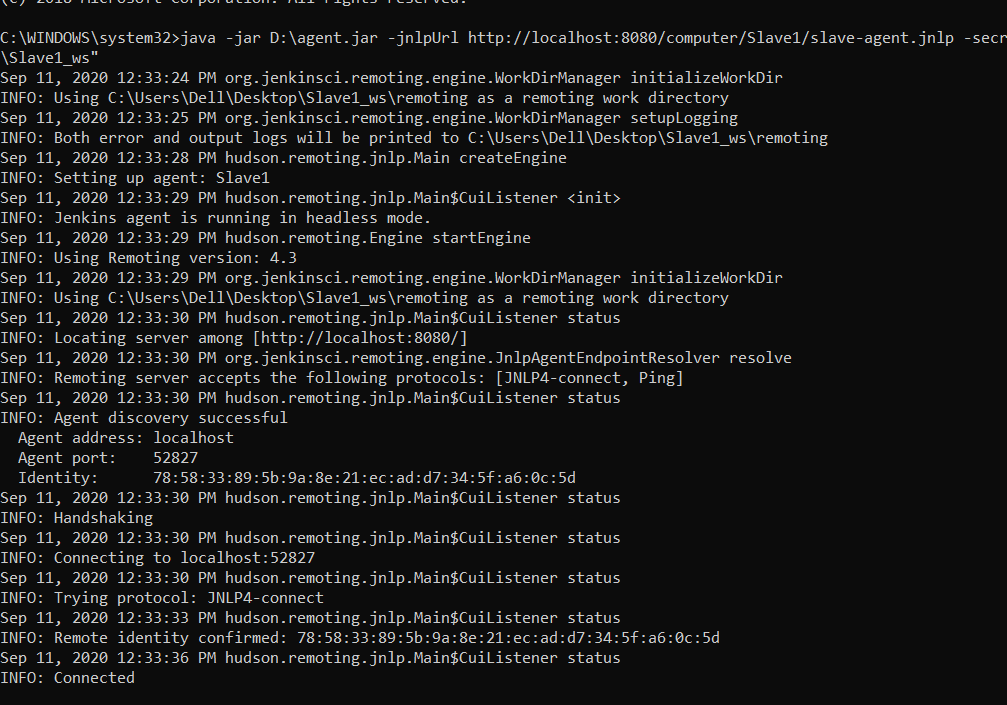 (c) 2018 Microsoft Corporation. All rights reserved.
C:\WINDOWS\system32>java -jar D:\agent.jar -jnlpUrl http://localhost:8080/computer/Slave1/slave-agent.jnlp -secr
\Slave1_ws"
Sep 11, 2020 12:33:24 PM org.jenkinsci.remoting.engine.WorkDirManager initializeWorkDir
INFO: Using C:\Users\Dell\Desktop\Slave1_ws\remoting as a remoting work directory
Sep 11, 2020 12:33:25 PM org.jenkinsci.remoting.engine.WorkDirManager setupLogging
INFO: Both error and output logs will be printed to C:\Users\Dell\Desktop\Slave1_ws\remoting
Sep 11, 2020 12:33:28 PM hudson.remoting.jnlp.Main createEngine
INFO: Setting up agent: Slave1
Sep 11, 2020 12:33:29 PM hudson.remoting.jnlp.Main$CuiListener <init>
INFO: Jenkins agent is running in headless mode.
Sep 11, 2020 12:33:29 PM hudson.remoting.Engine startEngine
INFO: Using Remoting version: 4.3
Sep 11, 2020 12:33:29 PM org.jenkinsci.remoting.engine.WorkDirManager initializeWorkDir
INFO: Using C:\Users\Dell\Desktop\Slave1_ws\remoting as a remoting work directory
Sep 11, 2020 12:33:30 PM hudson.remoting.jnlp.Main$CuiListener status
INFO: Locating server among [http://localhost:8080/]
Sep 11, 2020 12:33:30 PM org.jenkinsci.remoting.engine.JnlpAgentEndpointResolver resolve
INFO: Remoting server accepts the following protocols: [JNLP4-connect, Ping]
Sep 11, 2020 12:33:30 PM hudson.remoting.jnlp.Main$CuiListener status
INFO: Agent discovery successful
  Agent address: localhost
  Agent port:    52827
  Identity:      78:58:33:89:5b:9a:8e:21:ec:ad:d7:34:5f:a6:0c:5d
Sep 11, 2020 12:33:30 PM hudson.remoting.jnlp.Main$CuiListener status
INFO: Handshaking
Sep 11, 2020 12:33:30 PM hudson.remoting.jnlp.Main$CuiListener status
INFO: Connecting to localhost:52827
Sep 11, 2020 12:33:30 PM hudson.remoting.jnlp.Main$CuiListener status
INFO: Trying protocol: JNLP4-connect
Sep 11, 2020 12:33:33 PM hudson.remoting.jnlp.Main$CuiListener status
INFO: Remote identity confirmed: 78:58:33:89:5b:9a:8e:21:ec:ad:d7:34:5f:a6:0c:5d
Sep 11, 2020 12:33:36 PM hudson.remoting.jnlp.Main$CuiListener status
INFO: Connected